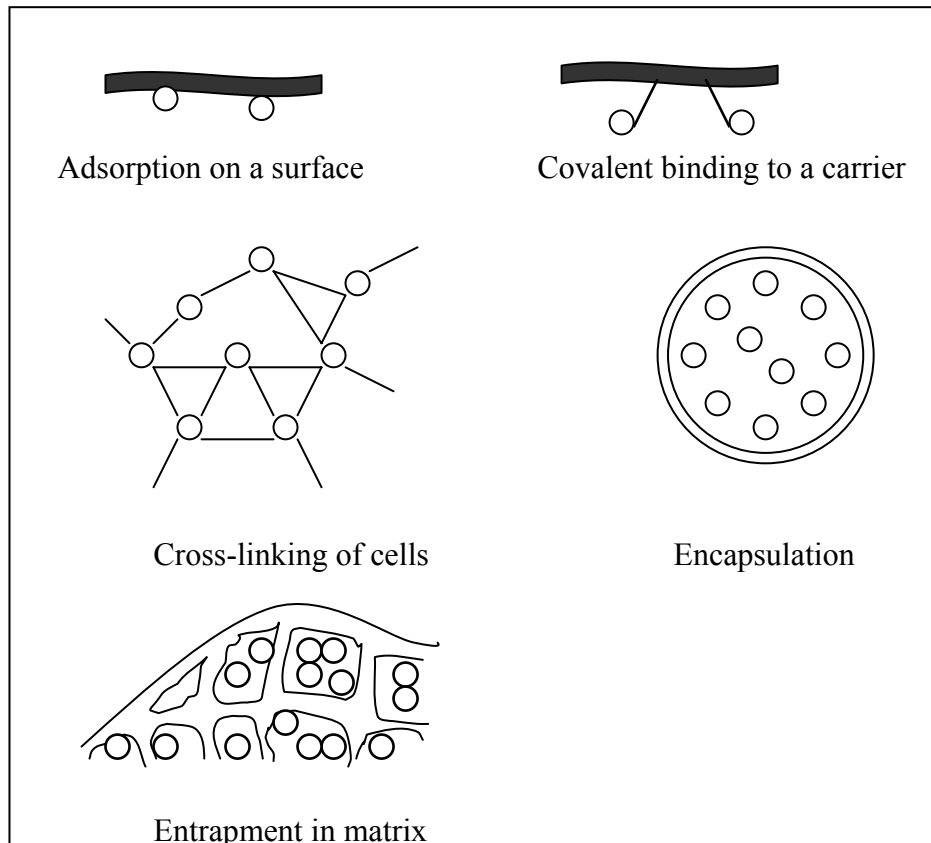 Adsorption on a surface
Covalent binding to a carrier
Cross-linking of cells
Encapsulation
Entrapment in matrix